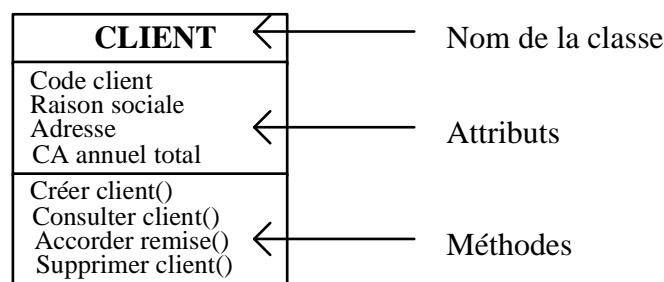 CLIENT
Nom de la classe
Code client
Raison sociale
Adresse
CA annuel total
Attributs
Créer client()
Consulter client()
Accorder remise()
Supprimer client()
Méthodes